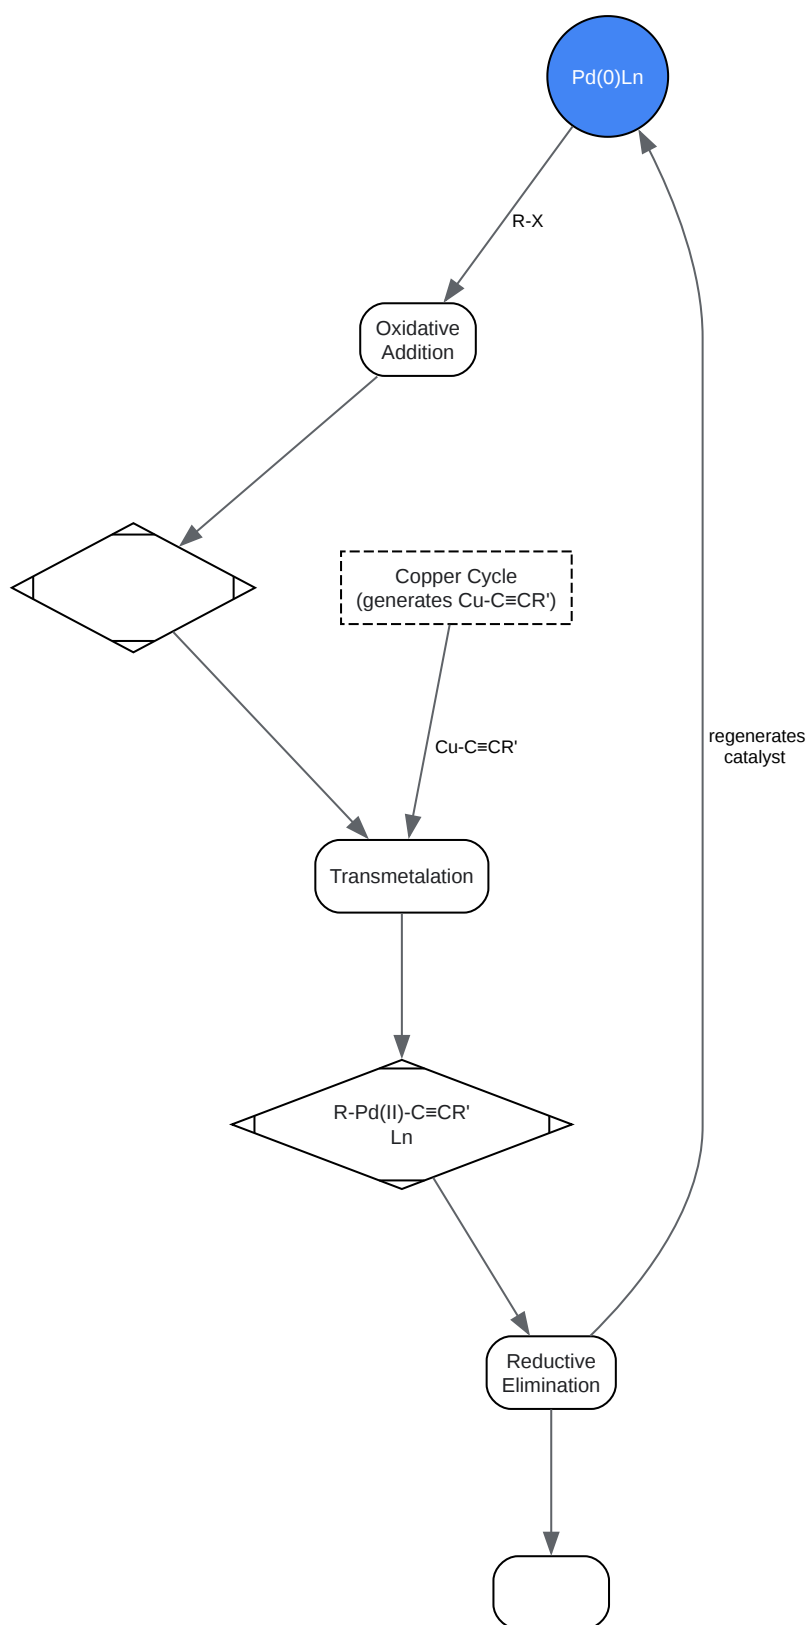 Pd(0)Ln
R-X
Oxidative
Addition
Copper Cycle
(generates Cu-C≡CR')
regenerates
catalyst
Cu-C≡CR'
Transmetalation
R-Pd(II)-C≡CR'
Ln
Reductive
Elimination